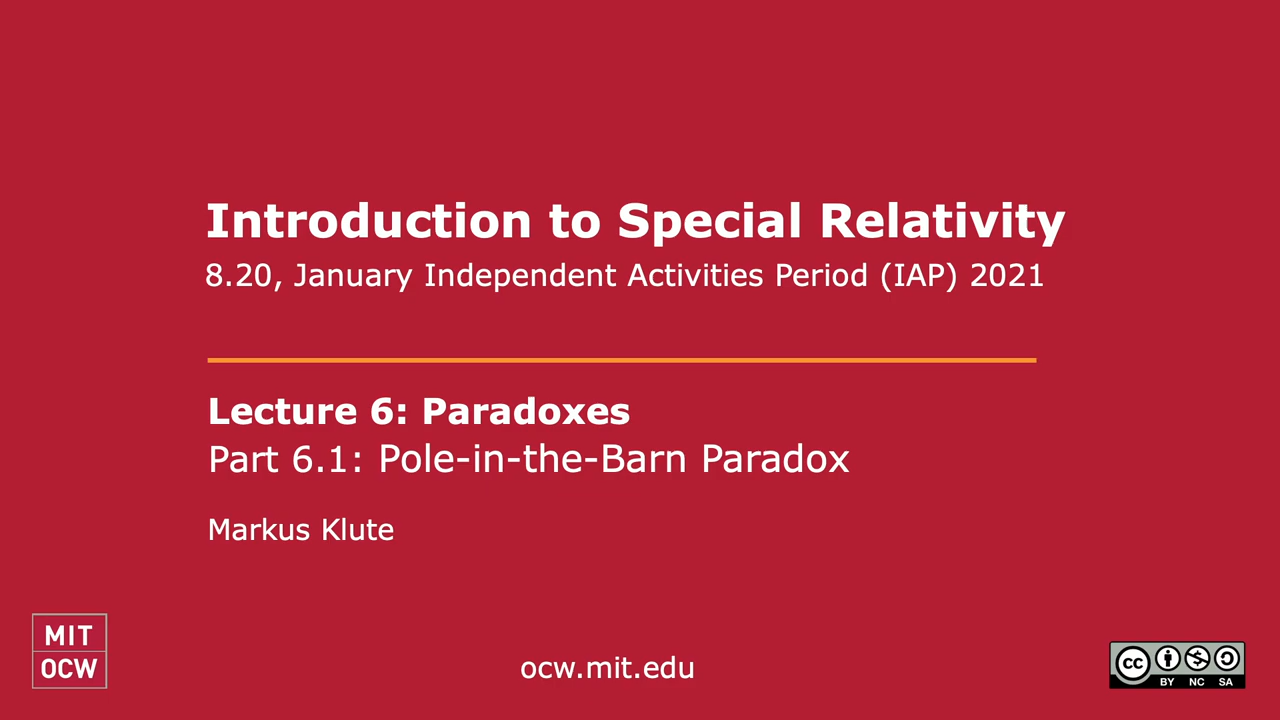 Introduction to Special Relativity
8.20, January Independent Activities Period (IAP) 2021
Lecture 6: Paradoxes
Part 6.1: Pole-in-the-Barn Paradox
Markus Klute
MIT
OCW
ocw.mit.edu
cc
BY NC SA